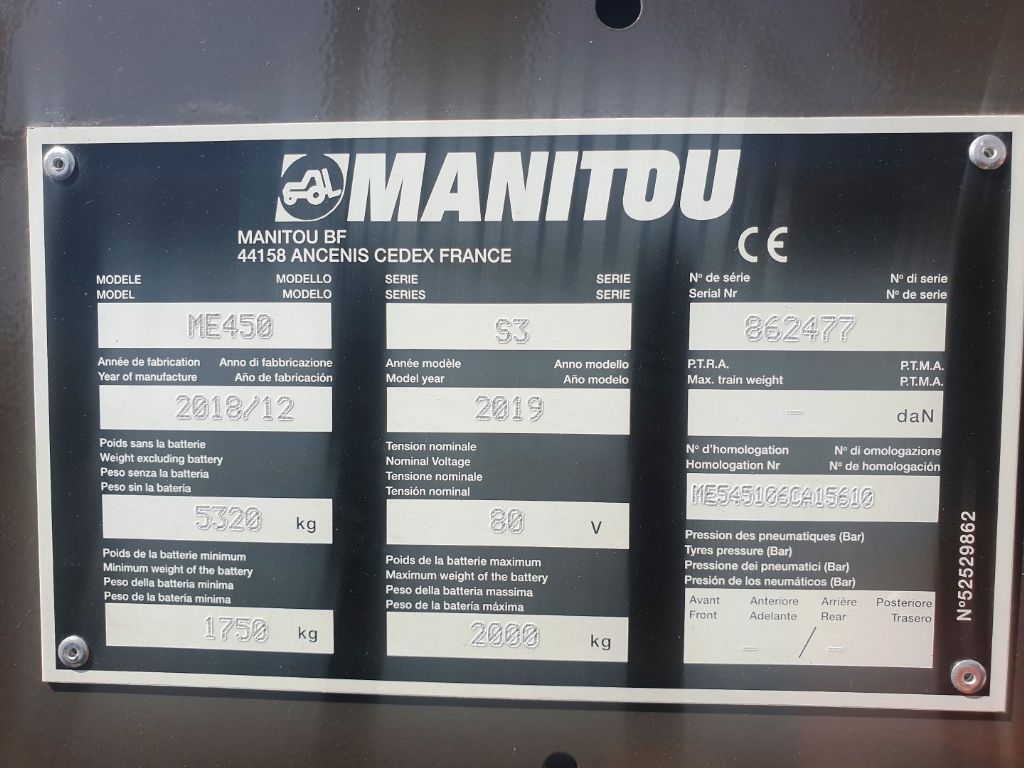 MANITOU
MANITOU BF
44158 ANCENIS CEDEX FRANCE
CE
MODELE MODELLO
MODEL MODELO
ME450
Année de fabrication Anno di fabbricazione
Year of manufacture Año de fabricación
2018/12
Poids sans la batterie
Weight excluding battery
Peso senza la batteria
Peso sin la batería
5320 kg
Poids de la batterie minimum
Minimum weight of the battery
Peso della batteria minima
Peso de la batería minima
1750 kg
SERIE SERIE
SERIES SERIE
S3
Année modèle Anno modello
Model year Año modelo
2019
Tension nominale
Nominal Voltage
Tensione nominale
Tensión nominal
80 V
Poids de la batterie maximum
Maximum weight of the battery
Peso della batteria massima
Peso de la batería máxima
2000 kg
Nº de série Nº di serie
Serial Nr Nº de serie
862477
P.T.R.A. P.T.M.A.
Max. train weight P.T.M.A.
-- daN
Nº d'homologation Nº di omologazione
Homologation Nr Nº de homologación
ME545106CA15610
Pression des pneumatiques (Bar)
Tyres pressure (Bar)
Pressione dei pneumatici (Bar)
Presión de los neumáticos (Bar)
Avant Anteriore Arrière Posteriore
Front Adelante Rear Trasero
-- / --
Nº52529862